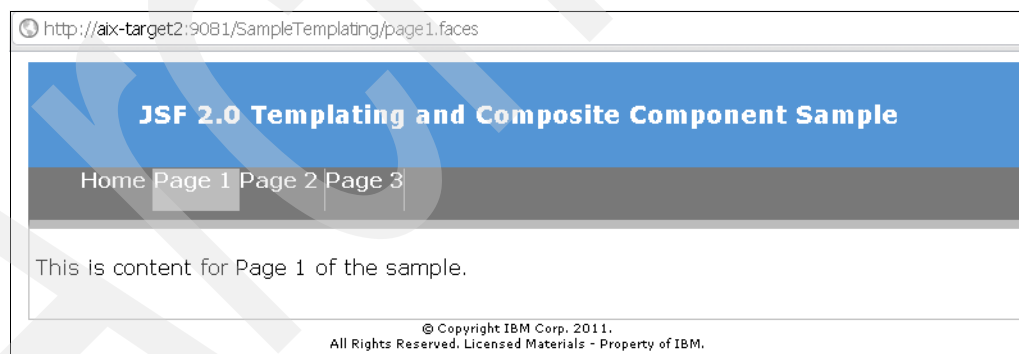 http://aix-target2:9081/SampleTemplating/page1.faces
JSF 2.0 Templating and Composite Component Sample
Home Page 1 Page 2 Page 3
This is content for Page 1 of the sample.
© Copyright IBM Corp. 2011.
All Rights Reserved. Licensed Materials - Property of IBM.